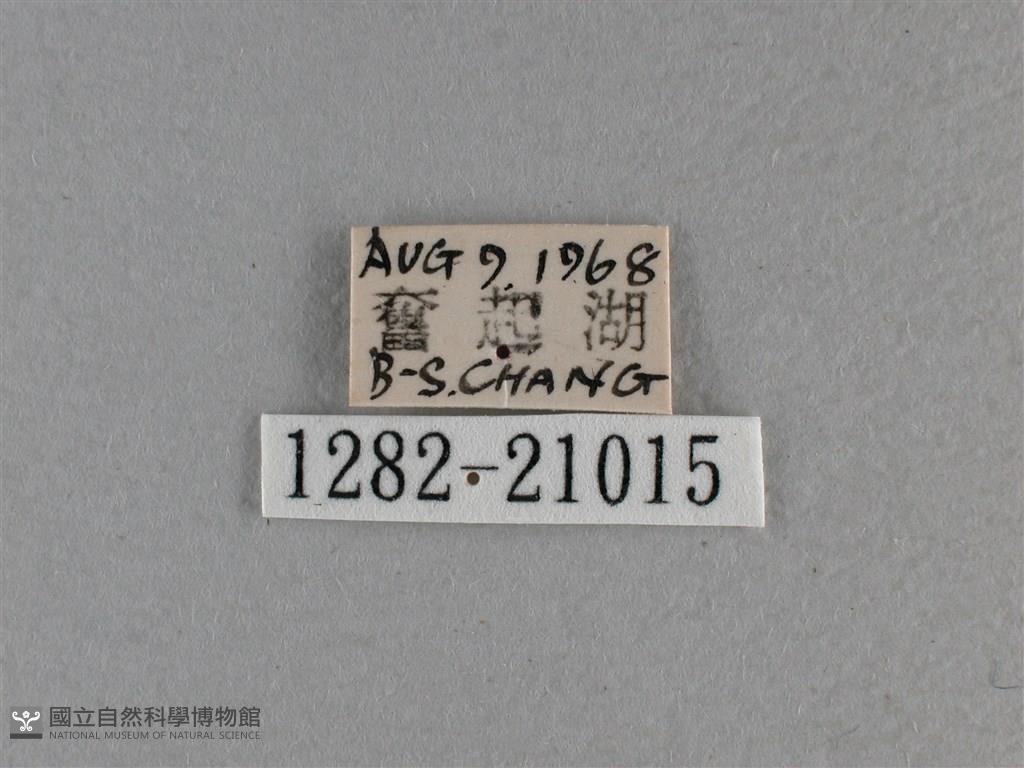 AUG 9. 1968
奮起湖
B-S.CHANG
1282-21015
國立自然科學博物館
NATIONAL MUSEUM OF NATURAL SCIENCE